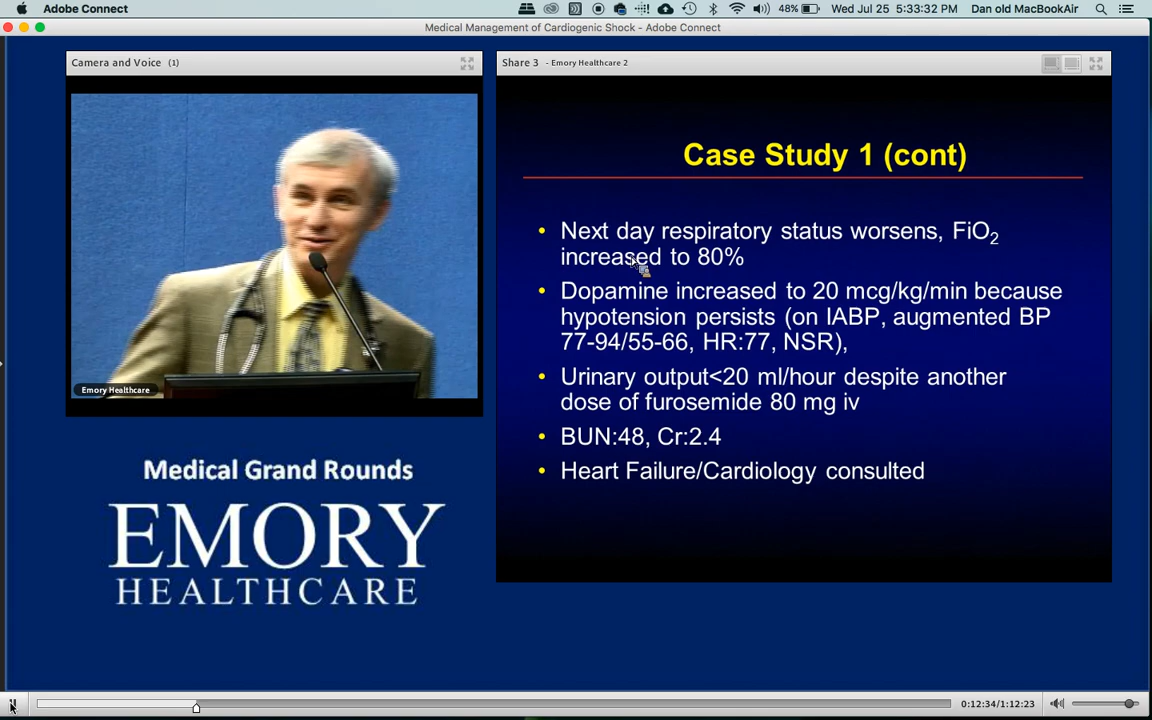 Adobe Connect
48%
Wed Jul 25 5:33:32 PM
Dan old MacBookAir
Medical Management of Cardiogenic Shock - Adobe Connect
Camera and Voice (1)
Emory Healthcare
Medical Grand Rounds
EMORY
HEALTHCARE
Share 3 - Emory Healthcare 2
Case Study 1 (cont)
• Next day respiratory status worsens, FiO2
increased to 80%
• Dopamine increased to 20 mcg/kg/min because
hypotension persists (on IABP, augmented BP
77-94/55-66, HR:77, NSR),
• Urinary output<20 ml/hour despite another
dose of furosemide 80 mg iv
• BUN:48, Cr:2.4
• Heart Failure/Cardiology consulted
0:12:34/1:12:23